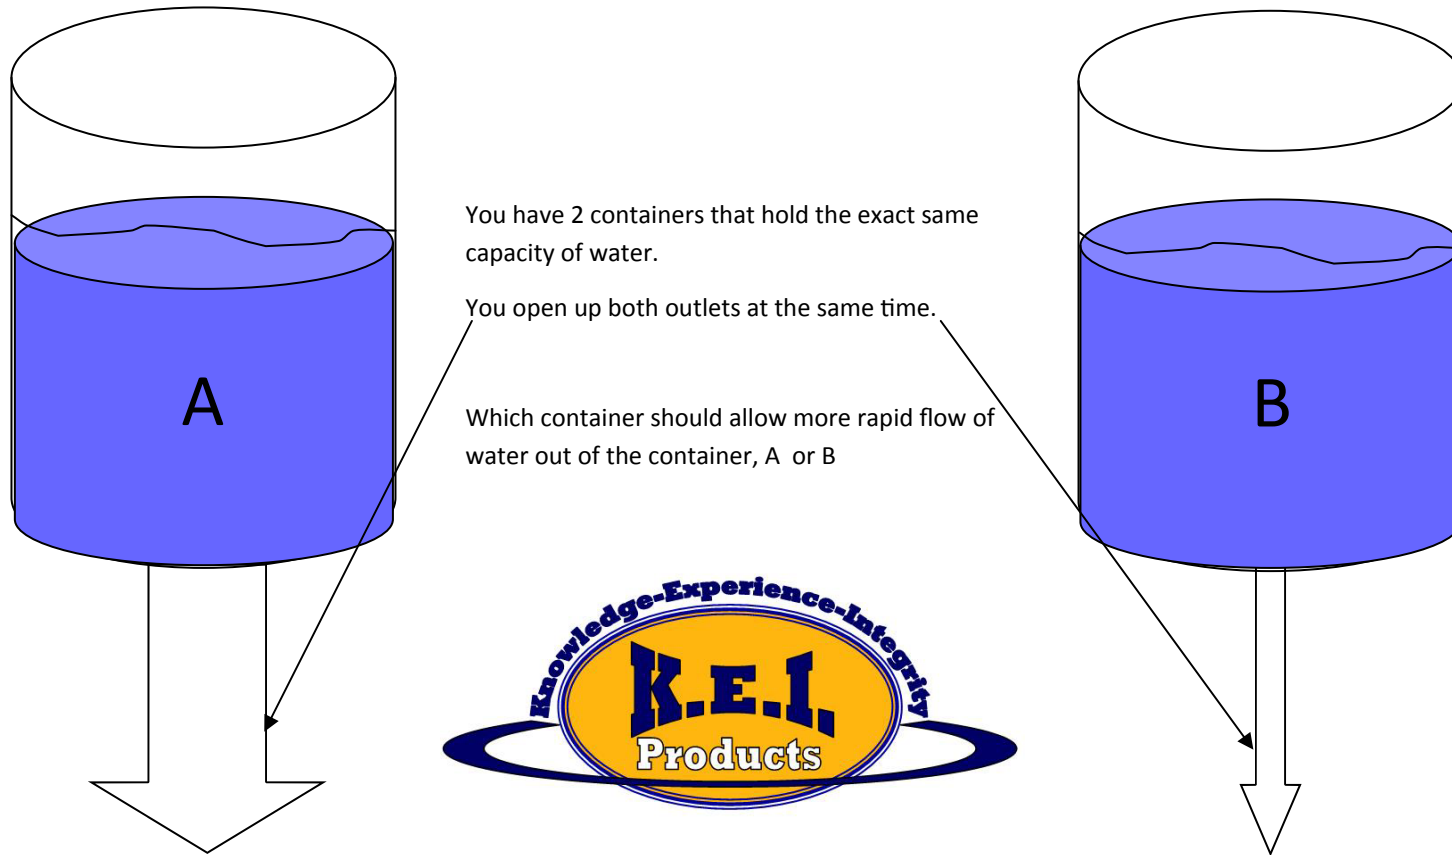 You have 2 containers that hold the exact same
capacity of water.
You open up both outlets at the same time.
A
B
Which container should allow more rapid flow of
water out of the container, A  or B
Knowledge-Experience-Integrity
K.E.I.
Products